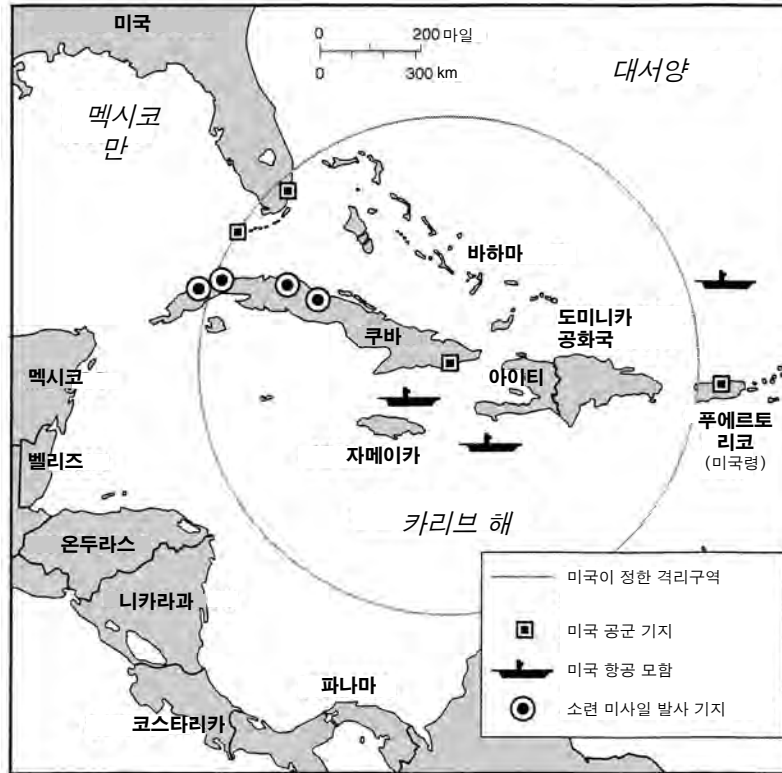 미국
0 200 마일
0 300 km
대서양
멕시코
만
바하마
쿠바
도미니카
공화국
아이티
멕시코
자메이카
푸에르토
리코
(미국령)
벨리즈
카리브 해
온두라스
니카라과
파나마
코스타리카
미국이 정한 격리구역
미국 공군 기지
미국 항공 모함
소련 미사일 발사 기지